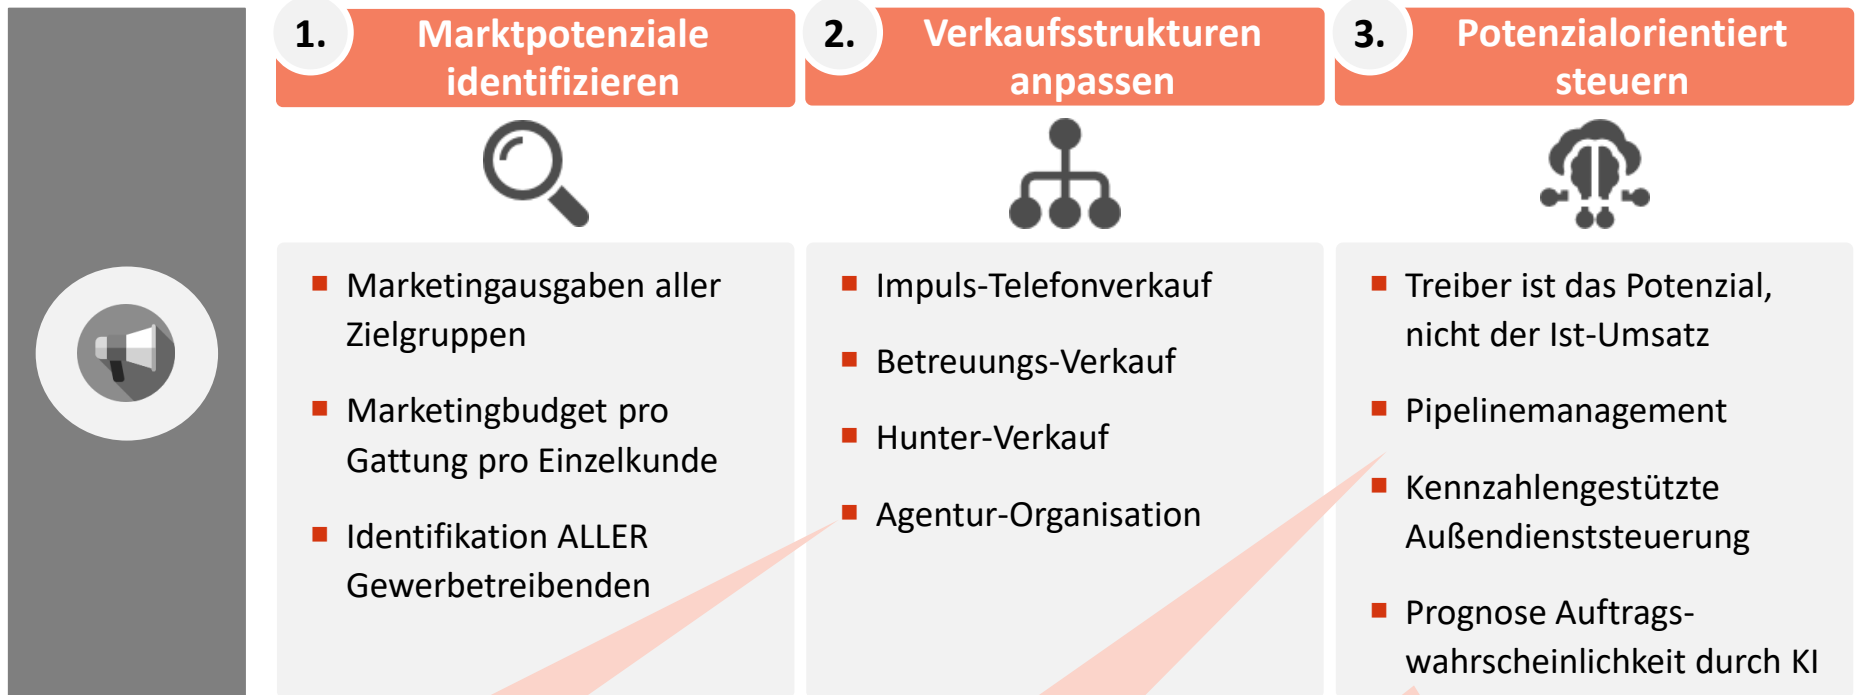 1.
Marktpotenziale
identifizieren
Marketingausgaben aller
Zielgruppen
Marketingbudget pro
Gattung pro Einzelkunde
Identifikation ALLER
Gewerbetreibenden
2.
Verkaufsstrukturen
anpassen
Impuls-Telefonverkauf
Betreuungs-Verkauf
Hunter-Verkauf
Agentur-Organisation
3.
Potenzialorientiert
steuern
Treiber ist das Potenzial,
nicht der Ist-Umsatz
Pipelinemanagement
Kennzahlengestützte
Außendienststeuerung
Prognose Auftrags-
wahrscheinlichkeit durch KI